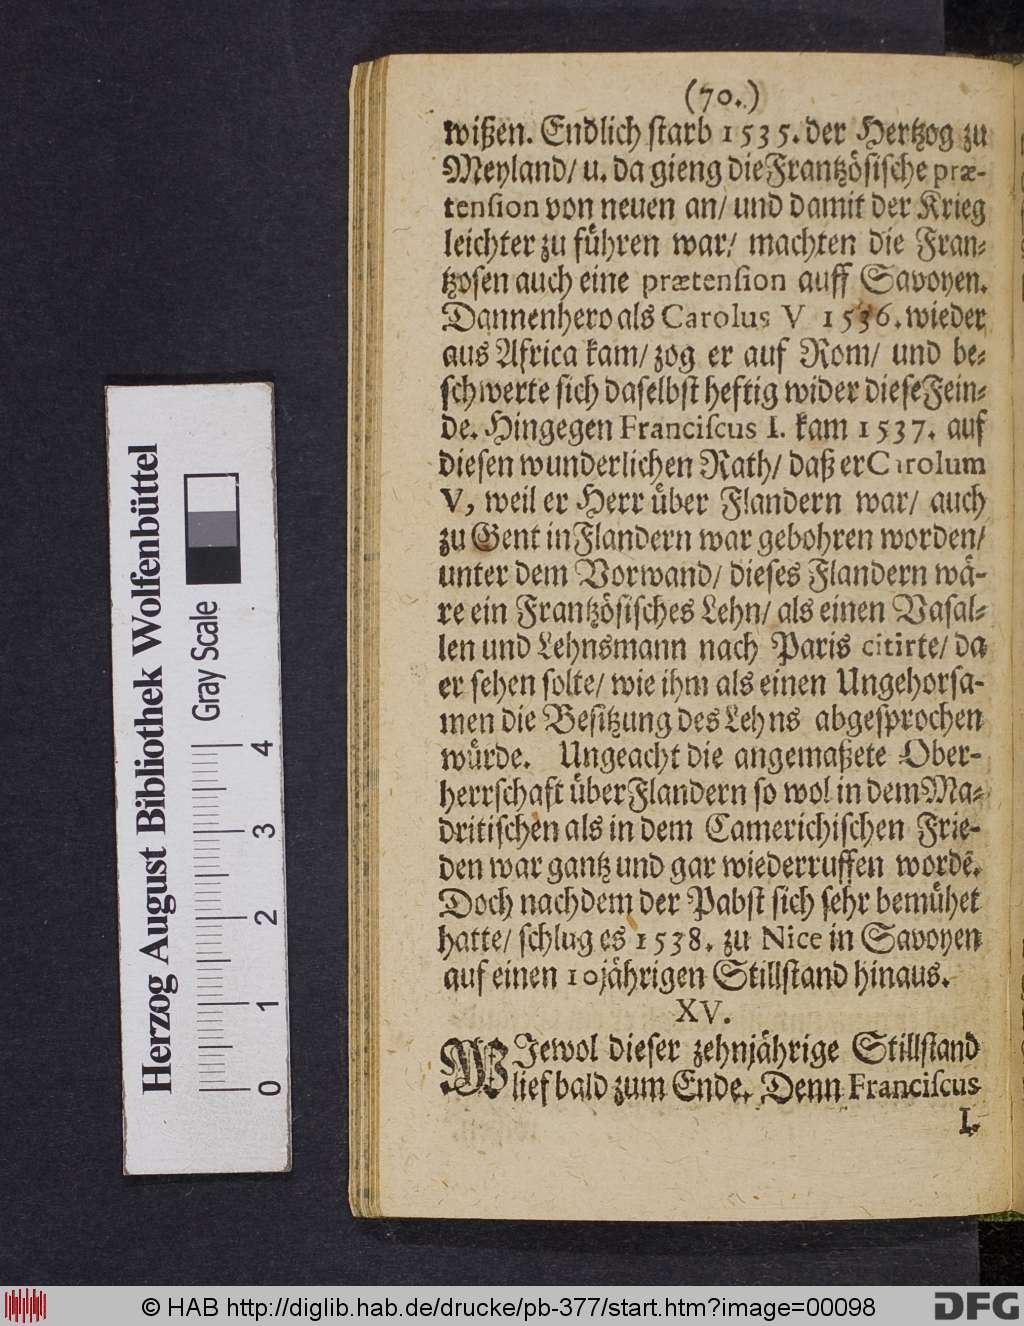 (70.)
wißen. Endlich starb 1535. der Hertzog zu
Meyland/ u. da gieng die Frantzösische præ-
tension von neuen an/ und damit der Krieg
leichter zu führen war/ machten die Fran-
tzosen auch eine prætension auff Savoyen.
Dannenhero als Carolus V 1536. wieder
aus Africa kam/ zog er auf Rom/ und be-
schwerte sich daselbst heftig wider diese Fein-
de. Hingegen Franciscus I. kam 1537. auf
diesen wunderlichen Rath/ daß er Carolum
V, weil er Herr über Flandern war/ auch
zu Gent in Flandern war gebohren worden/
unter dem Vorwand/ dieses Flandern wä-
re ein Frantzösisches Lehn/ als einen Vasal-
len und Lehnsmann nach Paris citirte/ da
er sehen solte/ wie ihm als einen Ungehorsa-
men die Besitzung des Lehns abgesprochen
würde. Ungeacht die angemaßete Ober-
herrschaft über Flandern so wol in dem Ma-
dritischen als in dem Camerichischen Frie-
den war gantz und gar wiederruffen wordē.
Doch nachdem der Pabst sich sehr bemühet
hatte/ schlug es 1538. zu Nice in Savoyen
auf einen 10jährigen Stillstand hinaus.
XV.
WJewol dieser zehnjährige Stillstand
lief bald zum Ende. Denn Franciscus
I.
Herzog August Bibliothek Wolfenbüttel
Gray Scale
0 1 2 3 4
© HAB http://diglib.hab.de/drucke/pb-377/start.htm?image=00098
DFG